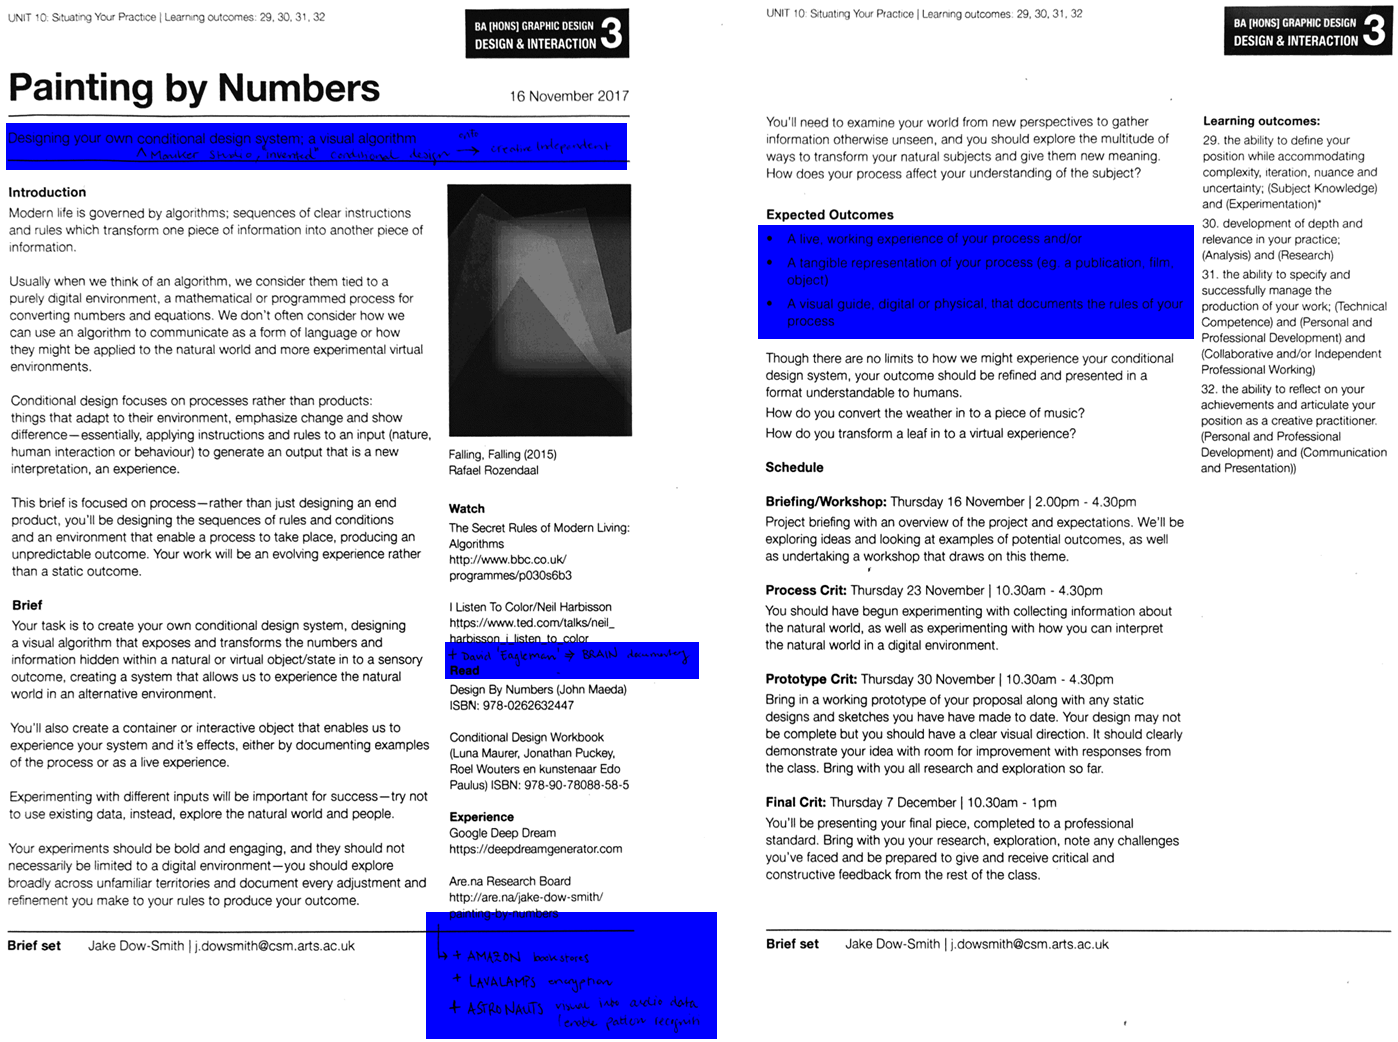 UNIT 10: Situating Your Practice | Learning outcomes: 29, 30, 31, 32
BA [HONS] GRAPHIC DESIGN
DESIGN & INTERACTION 3
Painting by Numbers
16 November 2017
Designing your own conditional design system; a visual algorithm
^ Moniker Studio, "invented" conditional design → creative independent
Introduction
Modern life is governed by algorithms; sequences of clear instructions
and rules which transform one piece of information into another piece of
information.
Usually when we think of an algorithm, we consider them tied to a
purely digital environment, a mathematical or programmed process for
converting numbers and equations. We don't often consider how we
can use an algorithm to communicate as a form of language or how
they might be applied to the natural world and more experimental virtual
environments.
Conditional design focuses on processes rather than products:
things that adapt to their environment, emphasize change and show
difference—essentially, applying instructions and rules to an input (nature,
human interaction or behaviour) to generate an output that is a new
interpretation, an experience.
This brief is focused on process—rather than just designing an end
product, you'll be designing the sequences of rules and conditions
and an environment that enable a process to take place, producing an
unpredictable outcome. Your work will be an evolving experience rather
than a static outcome.
Brief
Your task is to create your own conditional design system, designing
a visual algorithm that exposes and transforms the numbers and
information hidden within a natural or virtual object/state in to a sensory
outcome, creating a system that allows us to experience the natural
world in an alternative environment.
You'll also create a container or interactive object that enables us to
experience your system and it's effects, either by documenting examples
of the process or as a live experience.
Experimenting with different inputs will be important for success—try not
to use existing data, instead, explore the natural world and people.
Your experiments should be bold and engaging, and they should not
necessarily be limited to a digital environment—you should explore
broadly across unfamiliar territories and document every adjustment and
refinement you make to your rules to produce your outcome.
Falling, Falling (2015)
Rafael Rozendaal
Watch
The Secret Rules of Modern Living:
Algorithms
http://www.bbc.co.uk/
programmes/p030s6b3
I Listen To Color/Neil Harbisson
https://www.ted.com/talks/neil_
harbisson_i_listen_to_color
+ David 'Engleman' → BRAIN documentary
Read
Design By Numbers (John Maeda)
ISBN: 978-0262632447
Conditional Design Workbook
(Luna Maurer, Jonathan Puckey,
Roel Wouters en kunstenaar Edo
Paulus) ISBN: 978-90-78088-58-5
Experience
Google Deep Dream
https://deepdreamgenerator.com
Are.na Research Board
http://are.na/jake-dow-smith/
painting-by-numbers
+ AMAZON bookstores
+ LAVALAMPS encryption
+ ASTRONAUTS into audio data
(enable pattern
Brief set Jake Dow-Smith | j.dowsmith@csm.arts.ac.uk
UNIT 10: Situating Your Practice | Learning outcomes: 29, 30, 31, 32
BA [HONS] GRAPHIC DESIGN
DESIGN & INTERACTION 3
You'll need to examine your world from new perspectives to gather
information otherwise unseen, and you should explore the multitude of
ways to transform your natural subjects and give them new meaning.
How does your process affect your understanding of the subject?
Expected Outcomes
• A live, working experience of your process and/or
• A tangible representation of your process (eg. a publication, film,
object)
• A visual guide, digital or physical, that documents the rules of your
process
Though there are no limits to how we might experience your conditional
design system, your outcome should be refined and presented in a
format understandable to humans.
How do you convert the weather in to a piece of music?
How do you transform a leaf in to a virtual experience?
Schedule
Briefing/Workshop: Thursday 16 November | 2.00pm - 4.30pm
Project briefing with an overview of the project and expectations. We'll be
exploring ideas and looking at examples of potential outcomes, as well
as undertaking a workshop that draws on this theme.
Process Crit: Thursday 23 November | 10.30am - 4.30pm
You should have begun experimenting with collecting information about
the natural world, as well as experimenting with how you can interpret
the natural world in a digital environment.
Prototype Crit: Thursday 30 November | 10.30am - 4.30pm
Bring in a working prototype of your proposal along with any static
designs and sketches you have have made to date. Your design may not
be complete but you should have a clear visual direction. It should clearly
demonstrate your idea with room for improvement with responses from
the class. Bring with you all research and exploration so far.
Final Crit: Thursday 7 December | 10.30am - 1pm
You'll be presenting your final piece, completed to a professional
standard. Bring with you your research, exploration, note any challenges
you've faced and be prepared to give and receive critical and
constructive feedback from the rest of the class.
Learning outcomes:
29. the ability to define your
position while accommodating
complexity, iteration, nuance and
uncertainty; (Subject Knowledge)
and (Experimentation)*
30. development of depth and
relevance in your practice;
(Analysis) and (Research)
31. the ability to specify and
successfully manage the
production of your work; (Technical
Competence) and (Personal and
Professional Development) and
(Collaborative and/or Independent
Professional Working)
32. the ability to reflect on your
achievements and articulate your
position as a creative practitioner.
(Personal and Professional
Development) and (Communication
and Presentation))
Brief set Jake Dow-Smith | j.dowsmith@csm.arts.ac.uk